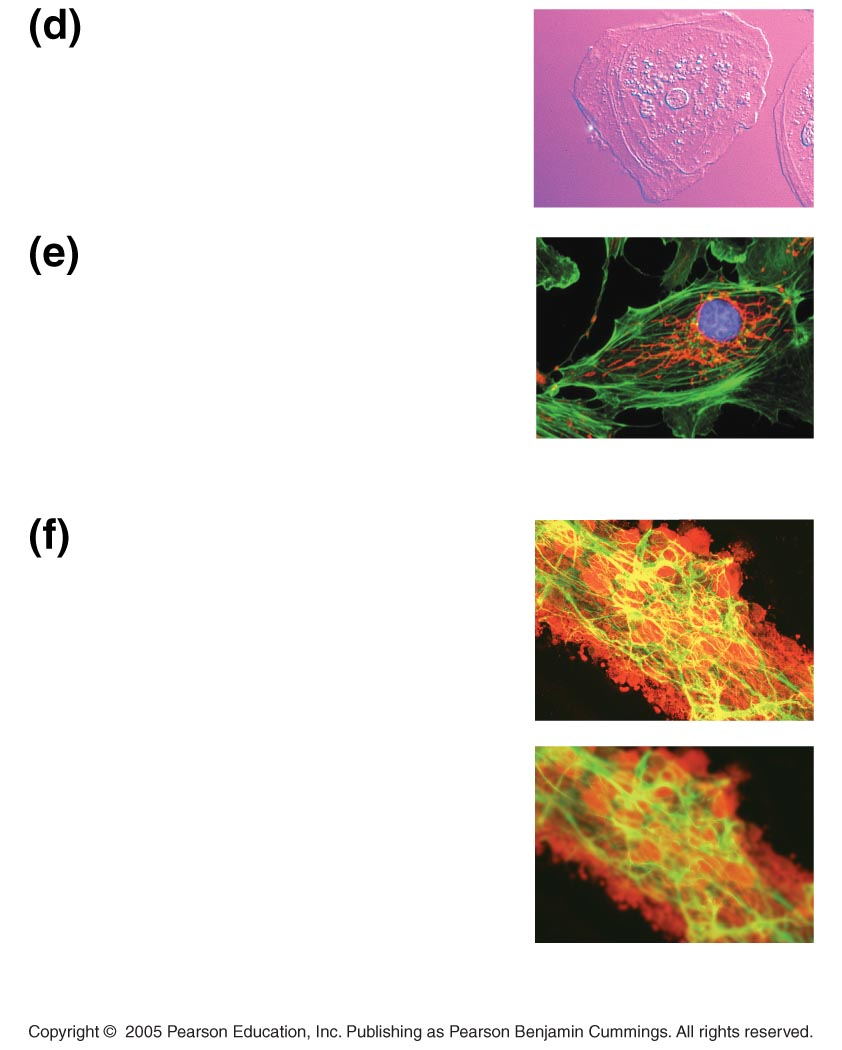 (d)
(e)
(f)
Copyright © 2005 Pearson Education, Inc. Publishing as Pearson Benjamin Cummings. All rights reserved.